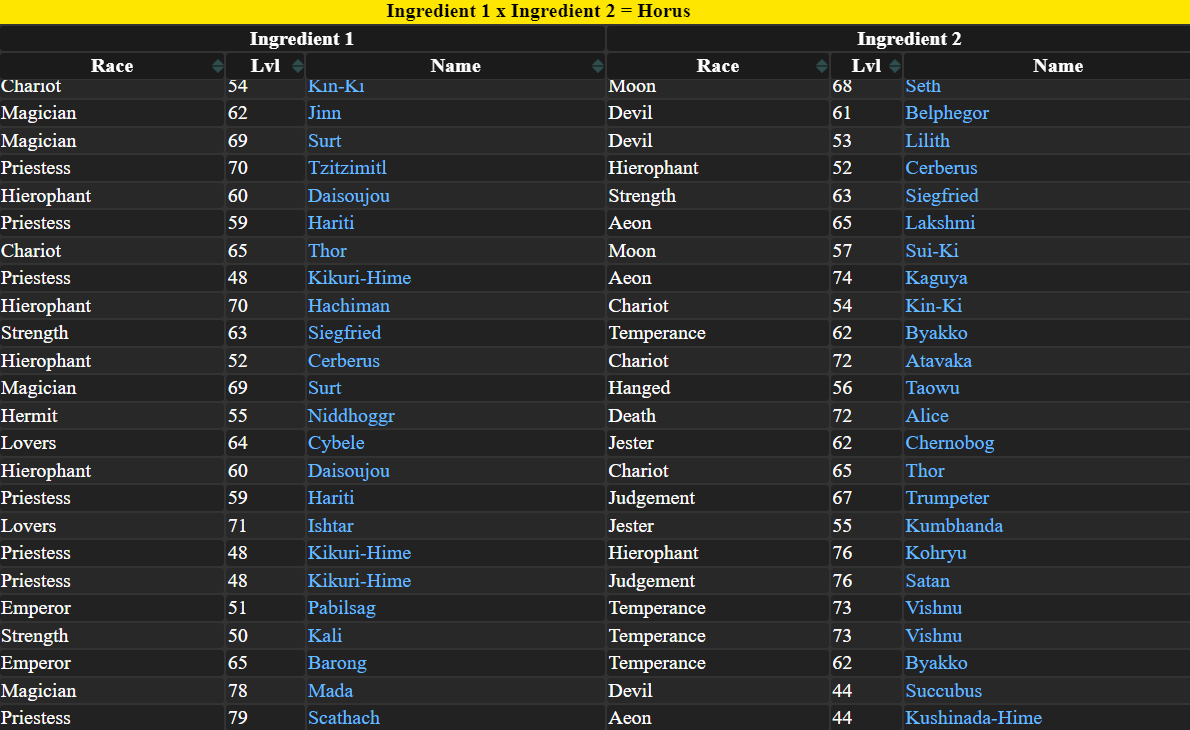 Ingredient 1 x Ingredient 2 = Horus
Ingredient 1 Ingredient 2
Race Lvl Name Race Lvl Name
Chariot 54 Kin-Ki Moon 68 Seth
Magician 62 Jinn Devil 61 Belphegor
Magician 69 Surt Devil 53 Lilith
Priestess 70 Tzitzimitl Hierophant 52 Cerberus
Hierophant 60 Daisoujou Strength 63 Siegfried
Priestess 59 Hariti Aeon 65 Lakshmi
Chariot 65 Thor Moon 57 Sui-Ki
Priestess 48 Kikuri-Hime Aeon 74 Kaguya
Hierophant 70 Hachiman Chariot 54 Kin-Ki
Strength 63 Siegfried Temperance 62 Byakko
Hierophant 52 Cerberus Chariot 72 Atavaka
Magician 69 Surt Hanged 56 Taowu
Hermit 55 Niddhoggr Death 72 Alice
Lovers 64 Cybele Jester 62 Chernobog
Hierophant 60 Daisoujou Chariot 65 Thor
Priestess 59 Hariti Judgement 67 Trumpeter
Lovers 71 Ishtar Jester 55 Kumbhanda
Priestess 48 Kikuri-Hime Hierophant 76 Kohryu
Priestess 48 Kikuri-Hime Judgement 76 Satan
Emperor 51 Pabilsag Temperance 73 Vishnu
Strength 50 Kali Temperance 73 Vishnu
Emperor 65 Barong Temperance 62 Byakko
Magician 78 Mada Devil 44 Succubus
Priestess 79 Scathach Aeon 44 Kushinada-Hime